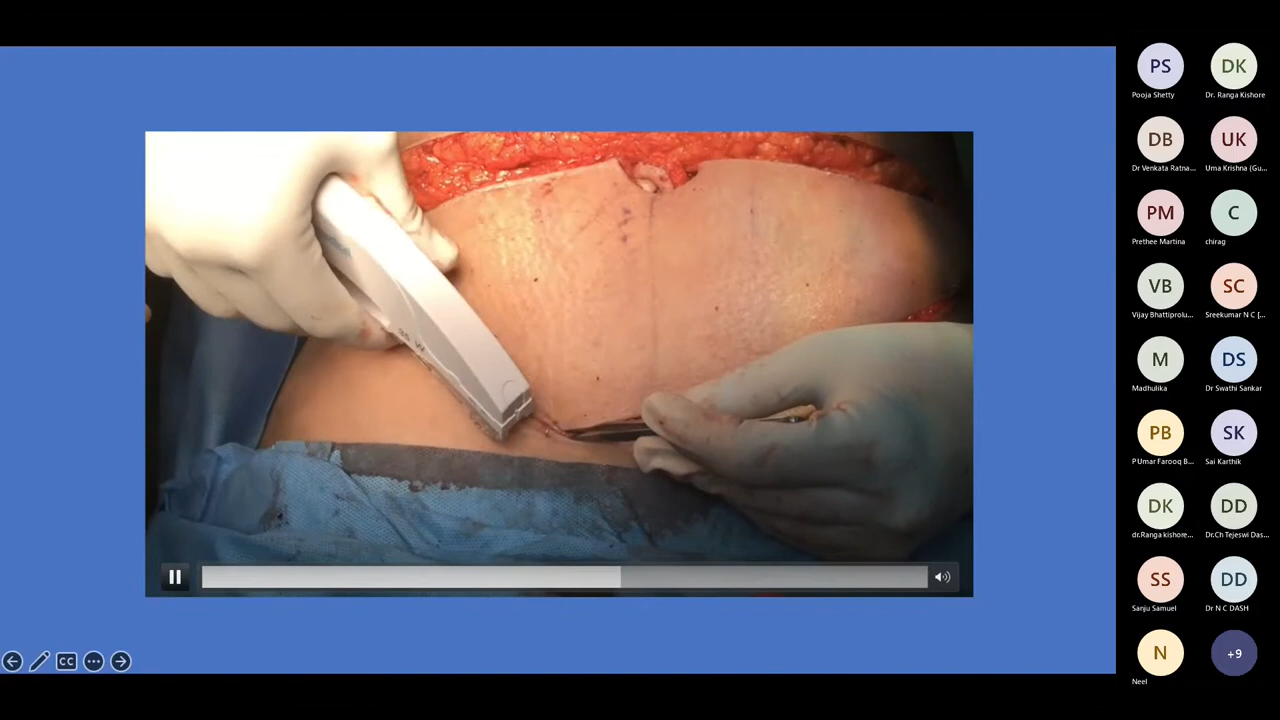 PS
DK
Pooja Shetty
Dr. Ranga Kishore
DB
UK
Dr Venkata Ratna...
Uma Krishna (Gu...
PM
C
Prethee Martina
chirag
VB
SC
Vijay Bhattiprolu...
Sreekumar N C [...
M
DS
Madhulika
Dr Swathi Sankar
PB
SK
P Umar Farooq B...
Sai Karthik
DK
DD
dr.Ranga kishore...
Dr.Ch Tejeswi Das...
SS
DD
Sanju Samuel
Dr N C DASH
N
+9
Neel
35 W
CC